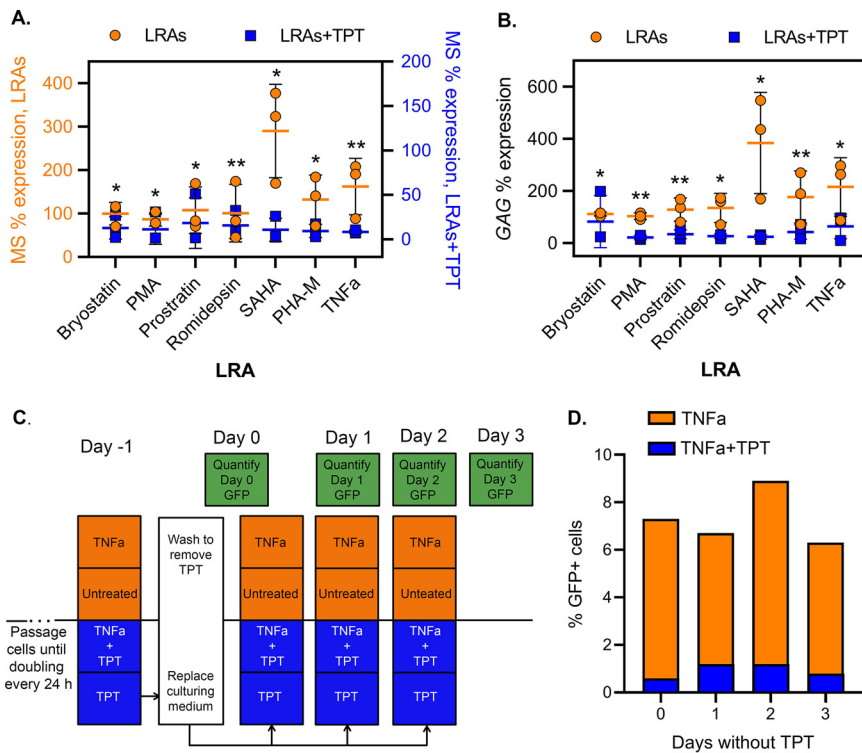 A.
LRAs
LRAs+TPT
MS % expression, LRAs
400
300
200
100
0
* * * ** * * **
200
150
100
50
0
MS % expression, LRAs+TPT
Bryostatin
PMA
Prostratin
Romidepsin
SAHA
PHA-M
TNFa
LRA
B.
LRAs
LRAs+TPT
GAG % expression
600
400
200
0
* ** ** * * ** *
Bryostatin
PMA
Prostratin
Romidepsin
SAHA
PHA-M
TNFa
LRA
C.
Day -1
Day 0
Day 1
Day 2
Day 3
Quantify
Day 0
GFP
Quantify
Day 1
GFP
Quantify
Day 2
GFP
Quantify
Day 3
GFP
TNFa
Untreated
TNFa
+
TPT
TPT
Wash to
remove
TPT
Replace
culturing
medium
TNFa
Untreated
TNFa
+
TPT
TPT
TNFa
Untreated
TNFa
+
TPT
TPT
TNFa
Untreated
TNFa
+
TPT
TPT
Passage
cells until
doubling
every 24 h
D.
TNFa
TNFa+TPT
% GFP+ cells
10
8
6
4
2
0
0 1 2 3
Days without TPT